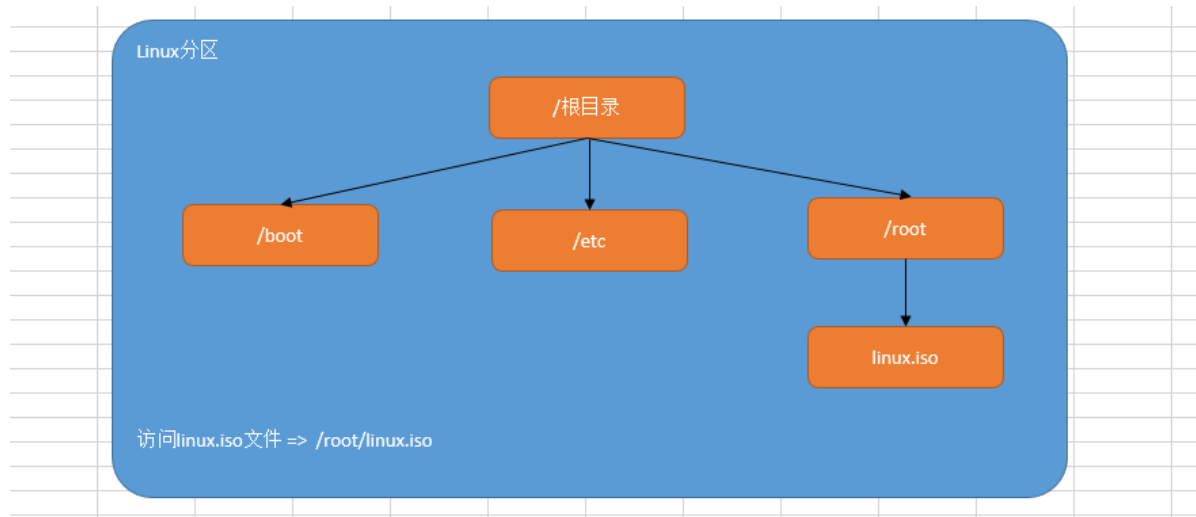 Linux分区
/根目录
/boot
/etc
/root
linux.iso
访问linux.iso文件 => /root/linux.iso